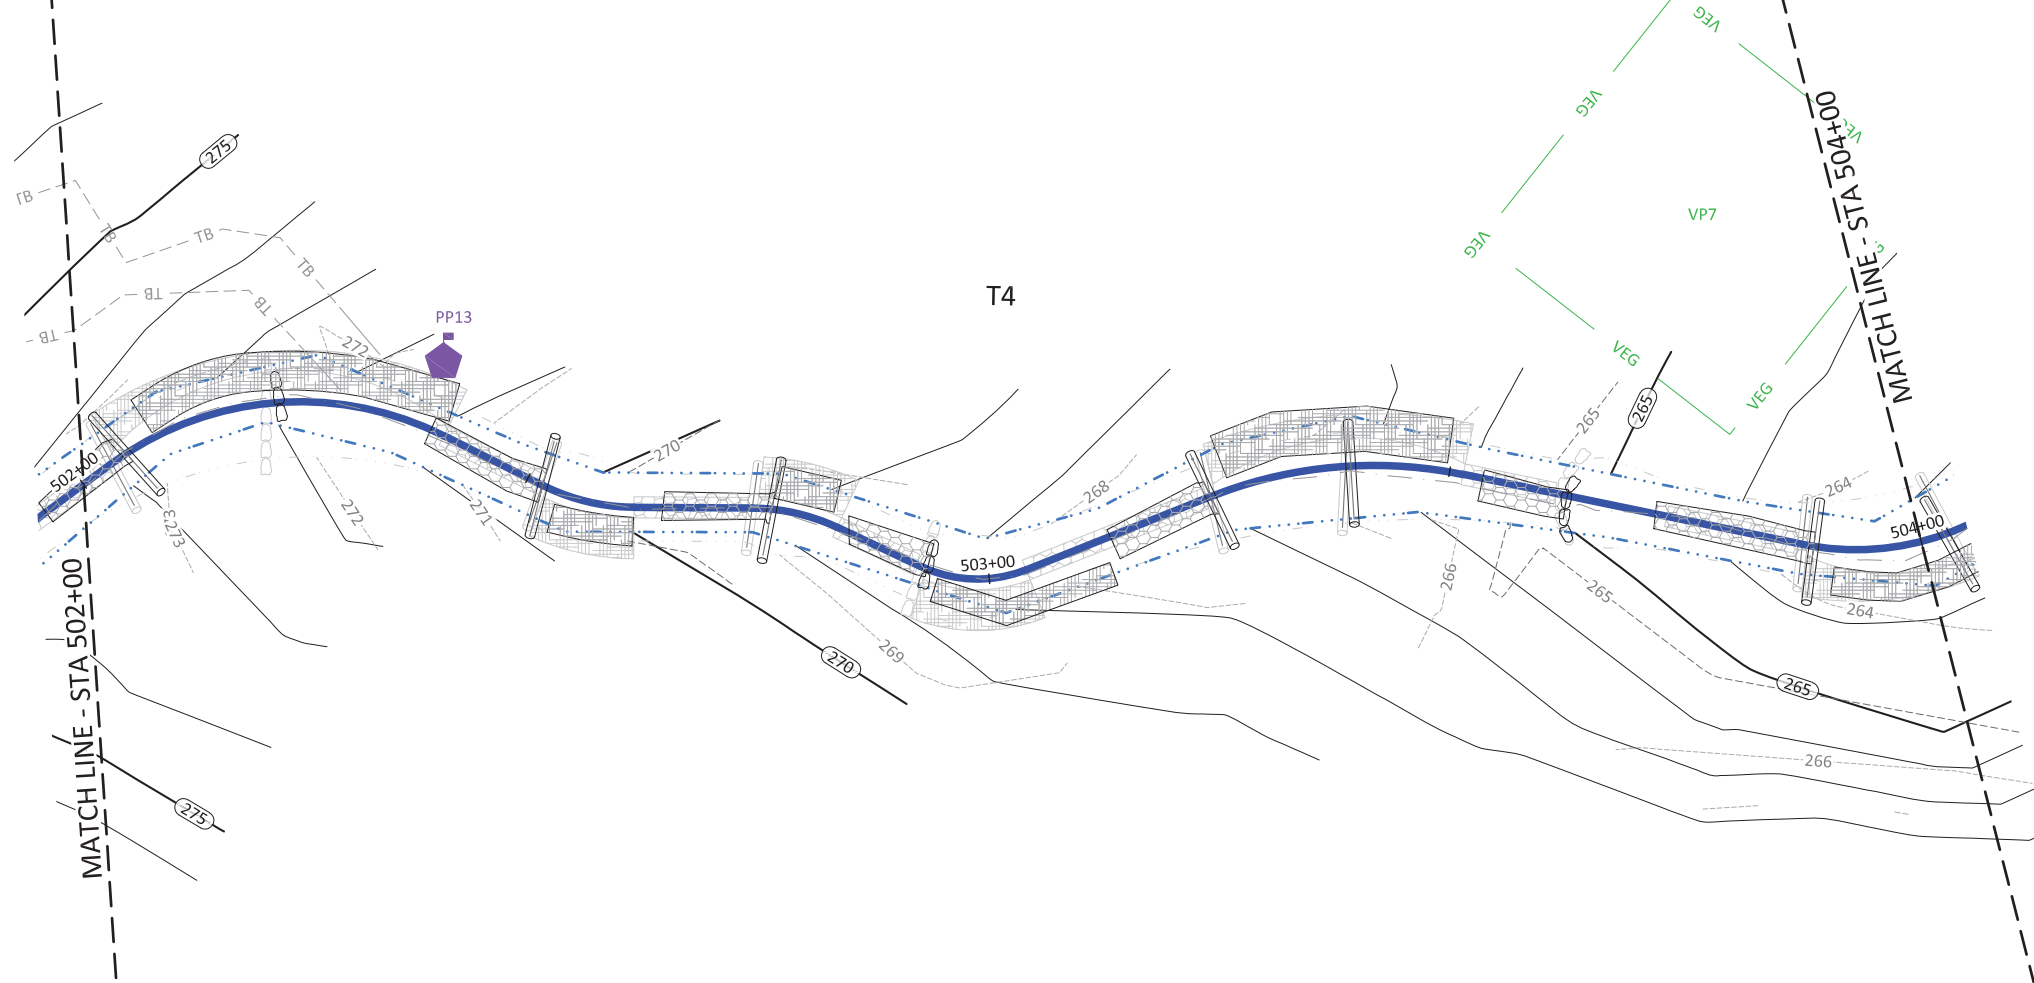 VEG
VEG
VEG
275
TB
TB
TB
TB
VP7
VEG
VEG
MATCH LINE - STA 504+00
TB
T4
TB
TB
PP13
272
VEG
VEG
265
265
270
502+00
268
264
272
271
273
504+00
503+00
266
265
264
269
270
265
MATCH LINE - STA 502+00
266
275